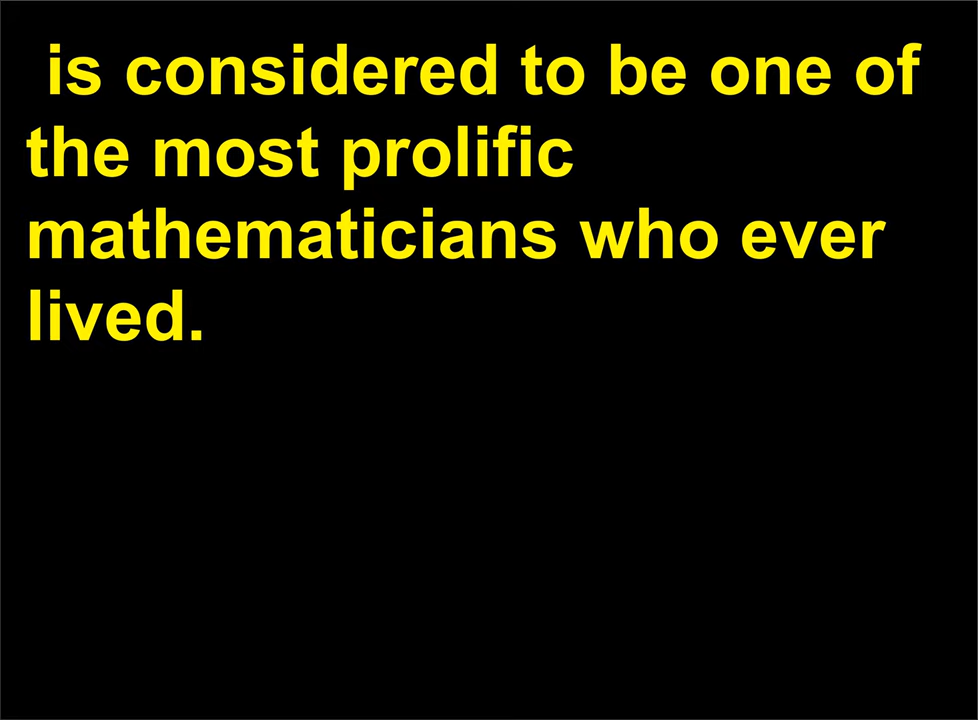 is considered to be one of
the most prolific
mathematicians who ever
lived.